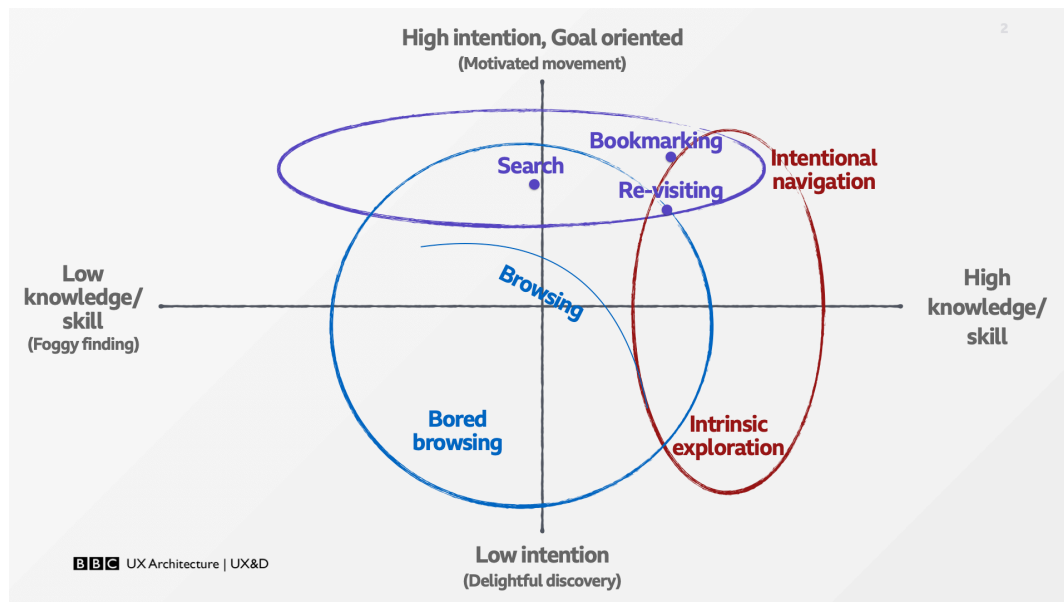 2
High intention, Goal oriented
(Motivated movement)
Bookmarking
Search
Intentional
navigation
Re-visiting
Low
knowledge/
skill
(Foggy finding)
Browsing
High
knowledge/
skill
Bored
browsing
Intrinsic
exploration
Low intention
(Delightful discovery)
BBC UX Architecture | UX&D